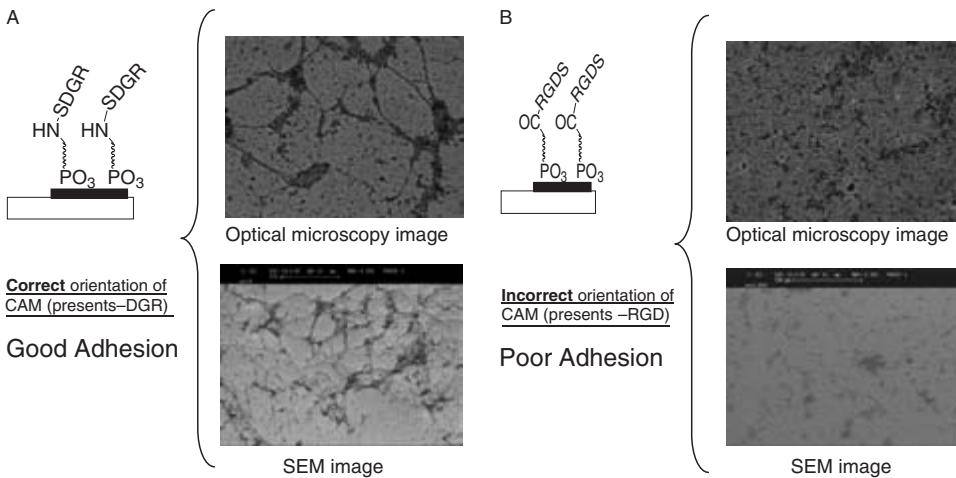 A
SDGR
SDGR
HN
HN
PO3
PO3
Correct orientation of
CAM (presents–DGR)
Good Adhesion
Optical microscopy image
SEM image
B
RGDS
RGDS
OC
OC
PO3
PO3
Incorrect orientation of
CAM (presents –RGD)
Poor Adhesion
Optical microscopy image
SEM image